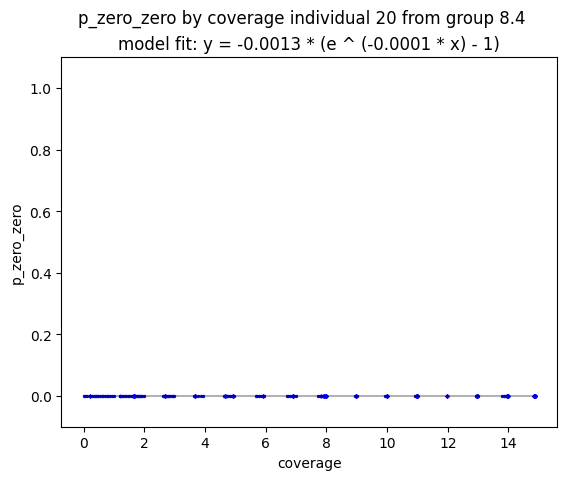 p_zero_zero by coverage individual 20 from group 8.4
model fit: y = -0.0013 * (e ^ (-0.0001 * x) - 1)
1.0
0.8
0.6
0.4
0.2
0.0
p_zero_zero
0 2 4 6 8 10 12 14
coverage